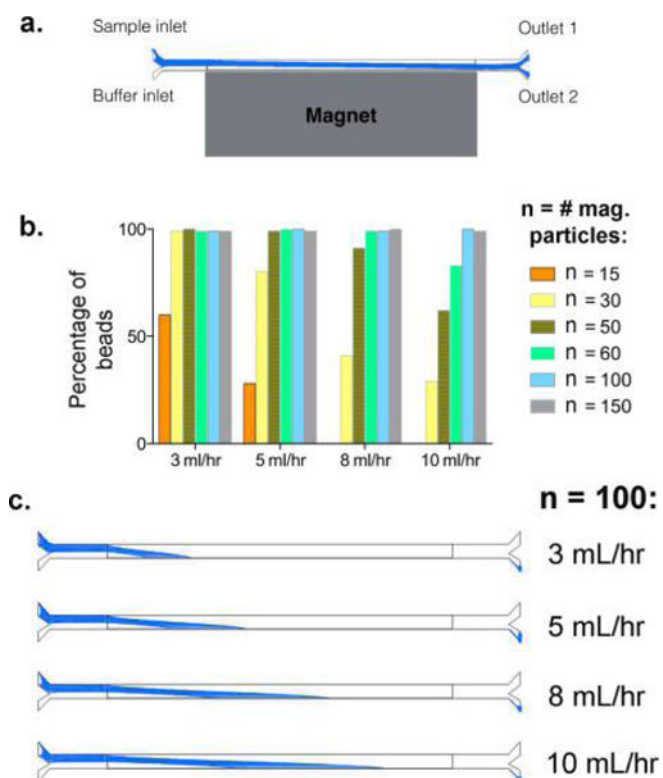 a.
Sample inlet
Outlet 1
Buffer inlet
Outlet 2
Magnet
b.
n = # mag.
particles:
Percentage of
beads
100
50
0
3 ml/hr
5 ml/hr
8 ml/hr
10 ml/hr
n = 15
n = 30
n = 50
n = 60
n = 100
n = 150
c.
n = 100:
3 mL/hr
5 mL/hr
8 mL/hr
10 mL/hr